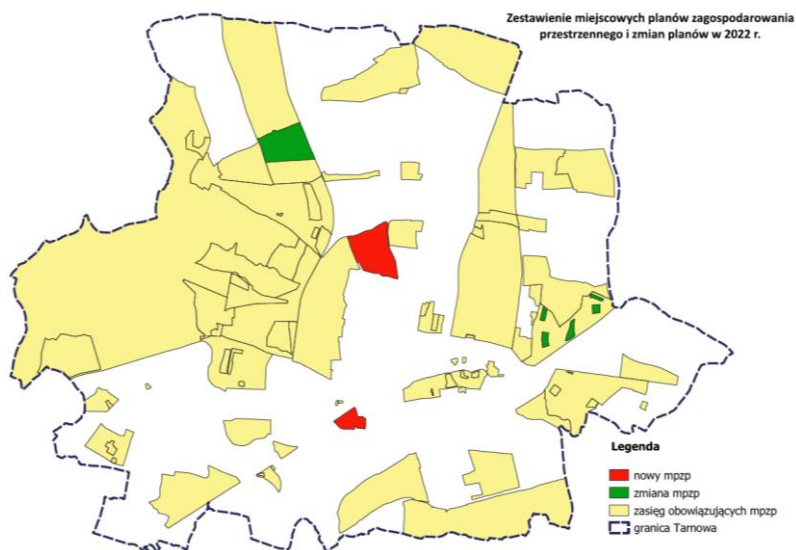 Zestawienie miejscowych planów zagospodarowania
przestrzennego i zmian planów w 2022 r.
Legenda
nowy mpzp
zmiana mpzp
zasięg obowiązujących mpzp
granica Tarnowa